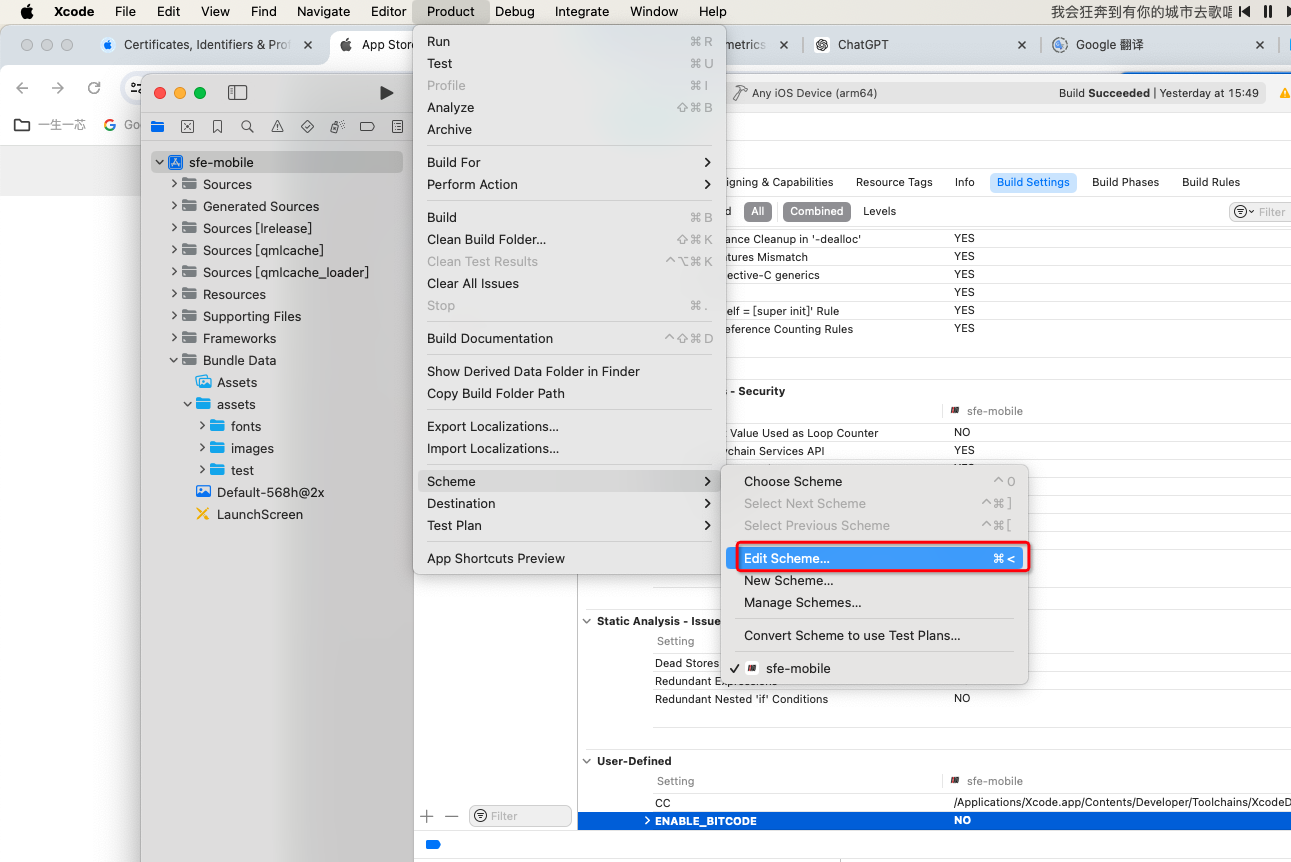 Xcode File Edit View Find Navigate Editor Product Debug Integrate Window Help 我会狂奔到有你的城市去歌唱
Certificates, Identifiers & Prof
App Store
metrics
ChatGPT
Google 翻译
一生一芯
Any iOS Device (arm64)
Build Succeeded | Yesterday at 15:49
sfe-mobile
Sources
Generated Sources
Sources [lrelease]
Sources [qmlcache]
Sources [qmlcache_loader]
Resources
Supporting Files
Frameworks
Bundle Data
Assets
assets
fonts
images
test
Default-568h@2x
LaunchScreen
Run ⌘ R
Test ⌘ U
Profile ⌘ I
Analyze ⇧ ⌘ B
Archive
Build For
Perform Action
Build ⌘ B
Clean Build Folder... ⇧ ⌘ K
Clean Test Results ^ ⌥ ⌘ K
Clear All Issues
Stop ⌘ .
Build Documentation ^ ⇧ ⌘ D
Show Derived Data Folder in Finder
Copy Build Folder Path
Export Localizations...
Import Localizations...
Scheme
Destination
Test Plan
App Shortcuts Preview
Choose Scheme ^ 0
Select Next Scheme ^ ⌘ ]
Select Previous Scheme ^ ⌘ [
Edit Scheme... ⌘ <
New Scheme...
Manage Schemes...
Convert Scheme to use Test Plans...
sfe-mobile
igning & Capabilities Resource Tags Info Build Settings Build Phases Build Rules
All Combined Levels
Filter
ance Cleanup in '-dealloc' YES
tures Mismatch YES
ective-C generics YES
YES
elf = [super init]' Rule YES
eference Counting Rules YES
- Security
sfe-mobile
Value Used as Loop Counter NO
chain Services API YES
Static Analysis - Issue
Setting
Dead Stores
Redundant Expressions
Redundant Nested 'if' Conditions NO
User-Defined
Setting sfe-mobile
CC /Applications/Xcode.app/Contents/Developer/Toolchains/XcodeD
ENABLE_BITCODE NO
Filter